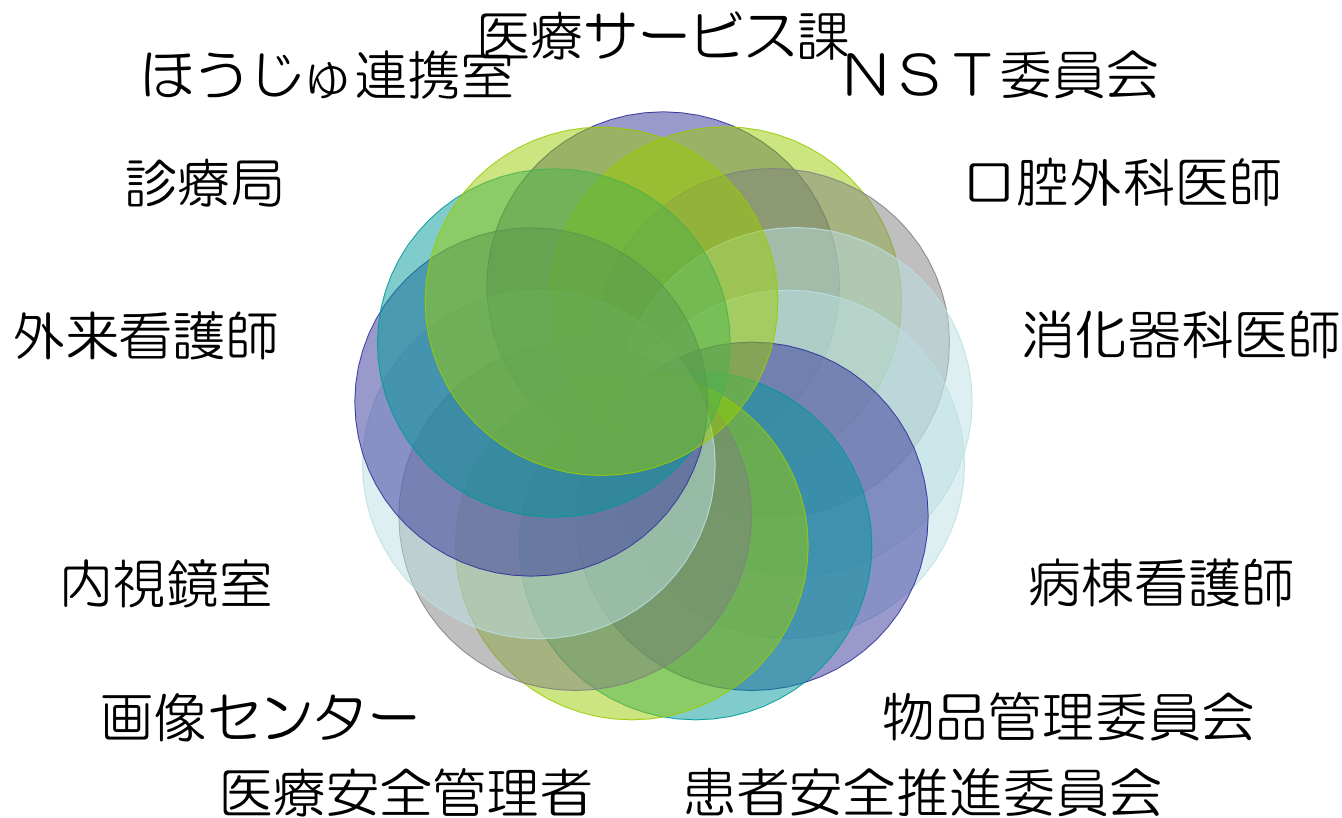 医療サービス課
ほうじゅ連携室
ＮＳＴ委員会
診療局
口腔外科医師
外来看護師
消化器科医師
内視鏡室
病棟看護師
画像センター
物品管理委員会
医療安全管理者
患者安全推進委員会